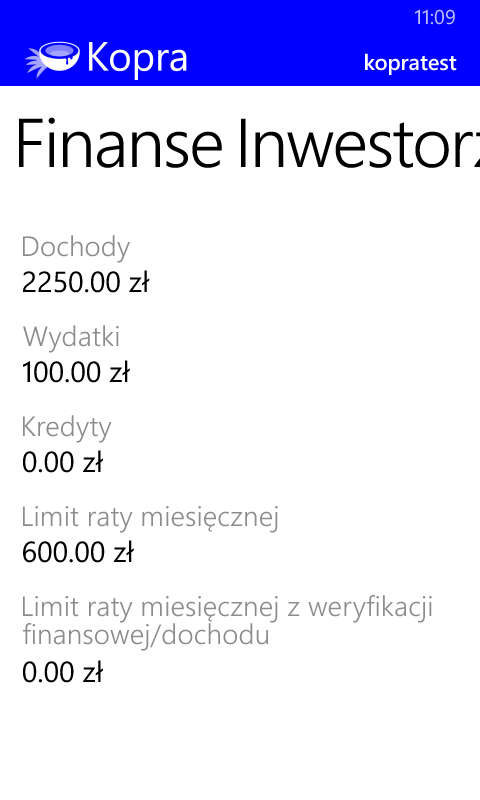 11:09
Kopra
kopratest
Finanse Inwestorz
Dochody
2250.00 zł
Wydatki
100.00 zł
Kredyty
0.00 zł
Limit raty miesięcznej
600.00 zł
Limit raty miesięcznej z weryfikacji
finansowej/dochodu
0.00 zł